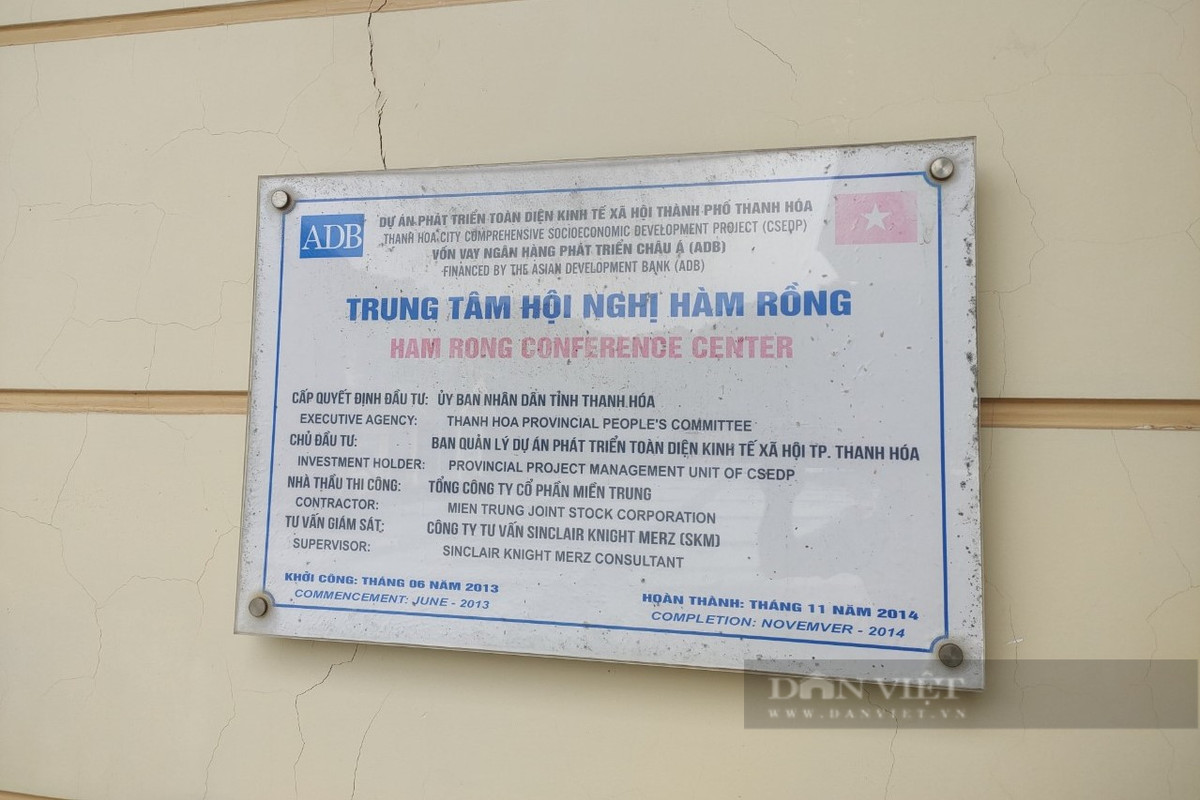 ADB
DỰ ÁN PHÁT TRIỂN TOÀN DIỆN KINH TẾ XÃ HỘI THÀNH PHỐ THANH HÓA
THANH HOA CITY COMPREHENSIVE SOCIOECONOMIC DEVELOPMENT PROJECT (CSEDP)
VỐN VAY NGÂN HÀNG PHÁT TRIỂN CHÂU Á (ADB)
FINANCED BY THE ASIAN DEVELOPMENT BANK (ADB)
TRUNG TÂM HỘI NGHỊ HÀM RỒNG
HAM RONG CONFERENCE CENTER
CẤP QUYẾT ĐỊNH ĐẦU TƯ: ỦY BAN NHÂN DÂN TỈNH THANH HÓA
EXECUTIVE AGENCY: THANH HOA PROVINCIAL PEOPLE'S COMMITTEE
CHỦ ĐẦU TƯ: BAN QUẢN LÝ DỰ ÁN PHÁT TRIỂN TOÀN DIỆN KINH TẾ XÃ HỘI TP. THANH HÓA
INVESTMENT HOLDER: PROVINCIAL PROJECT MANAGEMENT UNIT OF CSEDP
NHÀ THẦU THI CÔNG: TỔNG CÔNG TY CỔ PHẦN MIỀN TRUNG
CONTRACTOR: MIEN TRUNG JOINT STOCK CORPORATION
TƯ VẤN GIÁM SÁT: CÔNG TY TƯ VẤN SINCLAIR KNIGHT MERZ (SKM)
SUPERVISOR: SINCLAIR KNIGHT MERZ CONSULTANT
KHỞI CÔNG: THÁNG 06 NĂM 2013
COMMENCEMENT: JUNE - 2013
HOÀN THÀNH: THÁNG 11 NĂM 2014
COMPLETION: NOVEMVER - 2014
DÂN VIỆT
WWW.DANVIET.VN